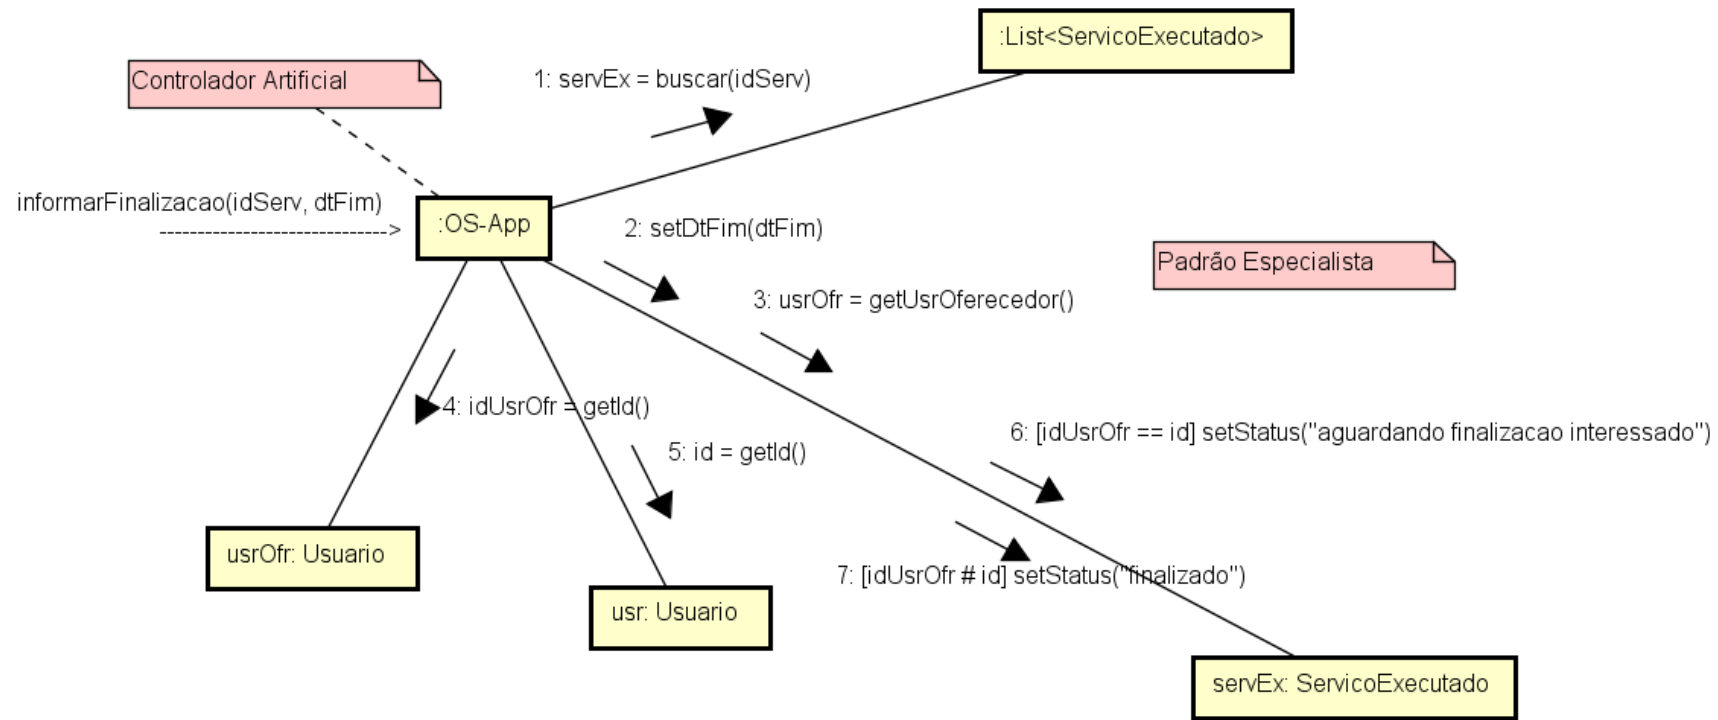 :List<ServicoExecutado>
Controlador Artificial
1: servEx = buscar(idServ)
informarFinalizacao(idServ, dtFim)
----------------------------->
:OS-App
2: setDtFim(dtFim)
Padrão Especialista
3: usrOfr = getUsrOferecedor()
4: idUsrOfr = getId()
5: id = getId()
6: [idUsrOfr == id] setStatus("aguardando finalizacao interessado")
7: [idUsrOfr # id] setStatus("finalizado")
usrOfr: Usuario
usr: Usuario
servEx: ServicoExecutado